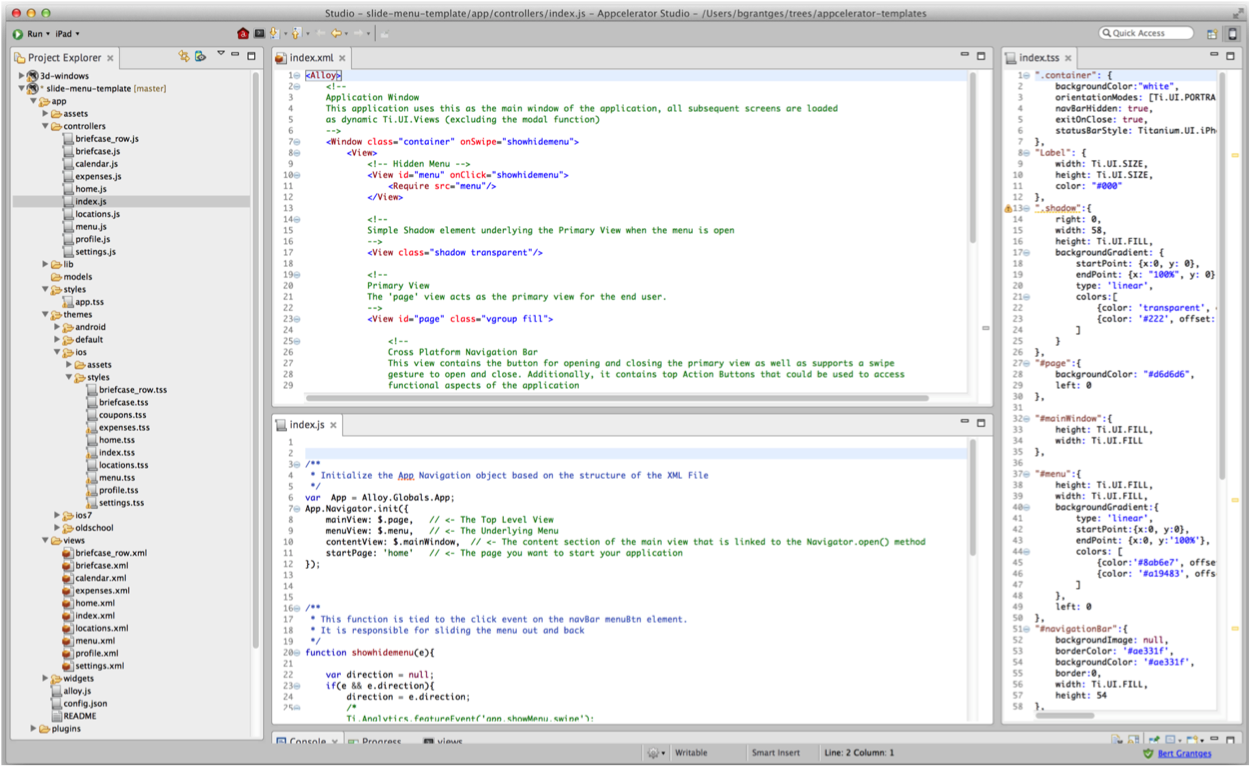 Studio – slide-menu-template/app/controllers/index.js – Appcelerator Studio – /Users/bgrantges/trees/appcelerator-templates
Run iPad
Quick Access
Project Explorer
3d-windows
* slide-menu-template [master]
app
assets
controllers
briefcase_row.js
briefcase.js
calendar.js
expenses.js
home.js
index.js
locations.js
menu.js
profile.js
settings.js
lib
models
styles
app.tss
themes
android
default
ios
assets
styles
briefcase_row.tss
briefcase.tss
coupons.tss
expenses.tss
home.tss
index.tss
locations.tss
menu.tss
profile.tss
settings.tss
ios7
oldschool
views
briefcase_row.xml
briefcase.xml
calendar.xml
expenses.xml
home.xml
index.xml
locations.xml
menu.xml
profile.xml
settings.xml
widgets
alloy.js
config.json
README
plugins
index.xml
1 <Alloy>
2 <!--
3 Application Window
4 This application uses this as the main window of the application, all subsequent screens are loaded
5 as dynamic Ti.UI.Views (excluding the modal function)
6 -->
7 <Window class="container" onSwipe="showhidemenu">
8 <View>
9 <!-- Hidden Menu -->
10 <View id="menu" onClick="showhidemenu">
11 <Require src="menu"/>
12 </View>
13
14 <!--
15 Simple Shadow element underlying the Primary View when the menu is open
16 -->
17 <View class="shadow transparent"/>
18
19 <!--
20 Primary View
21 The 'page' view acts as the primary view for the end user.
22 -->
23 <View id="page" class="vgroup fill">
24
25 <!--
26 Cross Platform Navigation Bar
27 This view contains the button for opening and closing the primary view as well as supports a swipe
28 gesture to open and close. Additionally, it contains top Action Buttons that could be used to access
29 functional aspects of the application
index.js
1
2
3 /**
4 * Initialize the App Navigation object based on the structure of the XML File
5 */
6 var App = Alloy.Globals.App;
7 App.Navigator.init({
8 mainView: $.page, // <- The Top Level View
9 menuView: $.menu, // <- The Underlying Menu
10 contentView: $.mainWindow, // <- The content section of the main view that is linked to the Navigator.open() method
11 startPage: 'home' // <- The page you want to start your application
12 });
13
14
15
16 /**
17 * This function is tied to the click event on the navBar menuBtn element.
18 * It is responsible for sliding the menu out and back
19 */
20 function showhidemenu(e){
21
22 var direction = null;
23 if(e && e.direction){
24 direction = e.direction;
25 /*
Ti.Analytics.featureEvent('app.showMenu.swipe');
index.tss
1 ".container": {
2 backgroundColor:"white",
3 orientationModes: [Ti.UI.PORTRA
4 navBarHidden: true,
5 exitOnClose: true,
6 statusBarStyle: Titanium.UI.iPh
7 },
8 "Label": {
9 width: Ti.UI.SIZE,
10 height: Ti.UI.SIZE,
11 color: "#000"
12 },
13 ".shadow":{
14 right: 0,
15 width: 58,
16 height: Ti.UI.FILL,
17 backgroundGradient: {
18 startPoint: {x:0, y: 0},
19 endPoint: {x: "100%", y: 0}
20 type: 'linear',
21 colors:[
22 {color: 'transparent',
23 {color: '#222', offset:
24 ]
25 }
26 },
27 "#page":{
28 backgroundColor: "#d6d6d6",
29 left: 0
30 },
31
32 "#mainWindow":{
33 height: Ti.UI.FILL,
34 width: Ti.UI.FILL
35 },
36
37 "#menu":{
38 height: Ti.UI.FILL,
39 width: Ti.UI.FILL,
40 backgroundGradient:{
41 type: 'linear',
42 startPoint:{x:0, y:0},
43 endPoint: {x:0, y:'100%'},
44 colors: [
45 {color:'#8ab6e7', offse
46 {color: '#a19483', offs
47 ]
48 },
49 left: 0
50 },
51 "#navigationBar":{
52 backgroundImage: null,
53 borderColor: '#ae331f',
54 backgroundColor: '#ae331f',
55 border:0,
56 width: Ti.UI.FILL,
57 height: 54
58 },
Console Progress views
Writable Smart Insert Line: 2 Column: 1 Bert Grantges